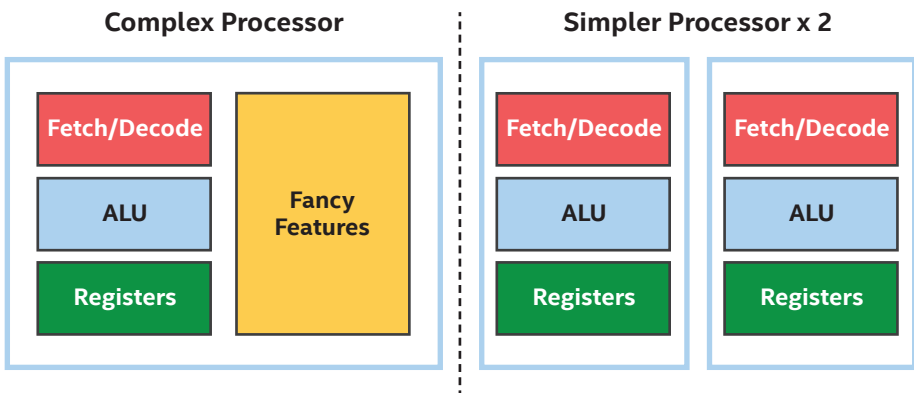 Complex Processor
Fetch/Decode
ALU
Registers
Fancy
Features
Simpler Processor x 2
Fetch/Decode
ALU
Registers
Fetch/Decode
ALU
Registers